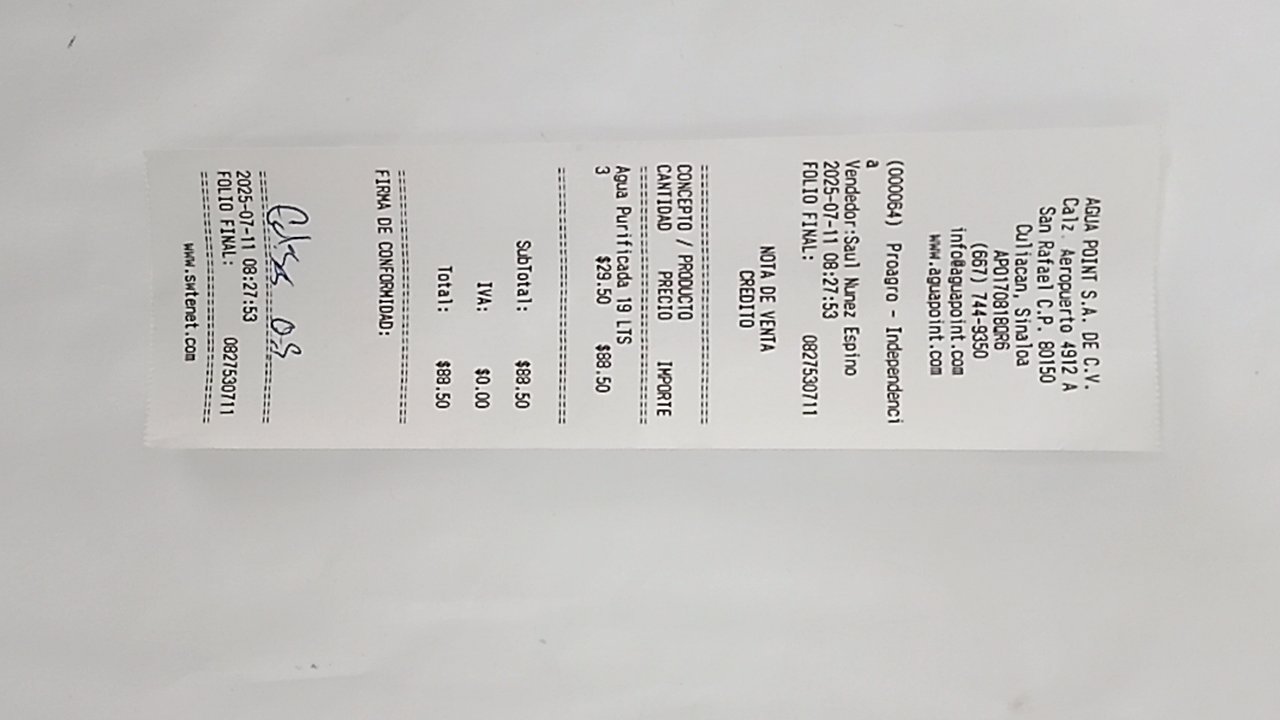 AGUA POINT S.A. DE C.V.
Calz. Aeropuerto 4912 A
San Rafael C.P. 80150
Culiacan, Sinaloa
APO170818QR6
(667) 744-9350
info@aguapoint.com
www.aguapoint.com
(000064) Proagro - Independenci
a
Vendedor:Saul Nunez Espino
2025-07-11 08:27:53
FOLIO FINAL: 0827530711
NOTA DE VENTA
CREDITO
================================
CONCEPTO / PRODUCTO
CANTIDAD PRECIO IMPORTE
================================
Agua Purificada 19 LTS
3 $29.50 $88.50
================================
SubTotal: $88.50
IVA: $0.00
Total: $88.50
================================
FIRMA DE CONFORMIDAD:
================================
2025-07-11 08:27:53
FOLIO FINAL: 0827530711
================================
www.swtenet.com